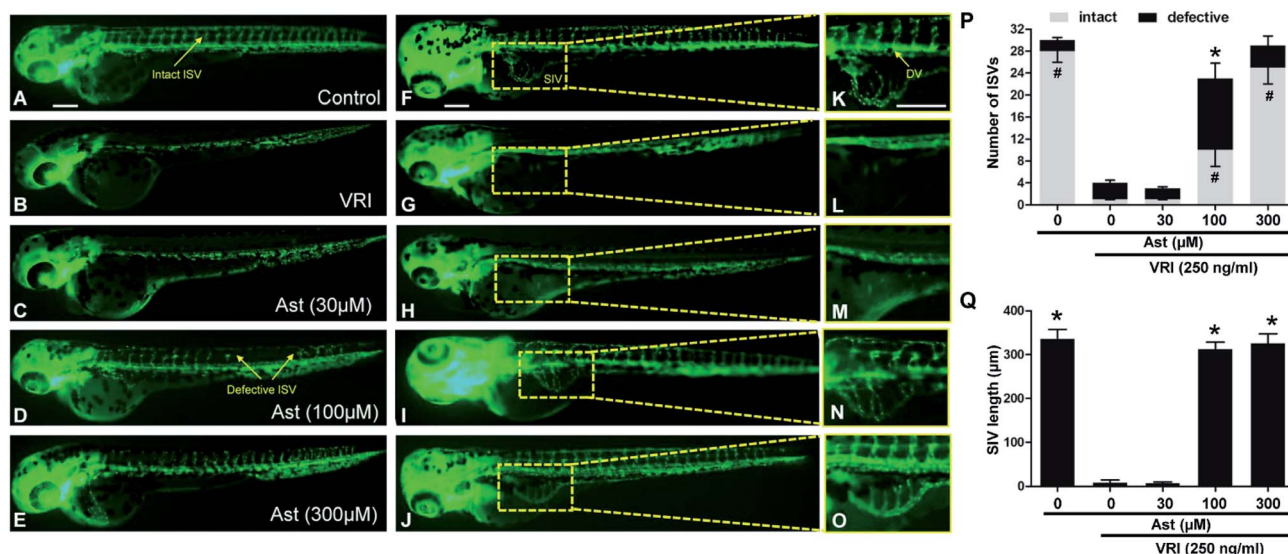 A
Intact ISV
Control
B
VRI
C
Ast (30μM)
D
Defective ISV
Ast (100μM)
E
Ast (300μM)
F
SIV
G
H
I
J
K
DV
L
M
N
O
P
intact defective
Number of ISVs
32
28
24
20
16
12
8
4
0
# * # #
0 0 30 100 300
Ast (μM)
VRI (250 ng/ml)
Q
SIV length (μm)
400
300
200
100
0
* * *
0 0 30 100 300
Ast (μM)
VRI (250 ng/ml)